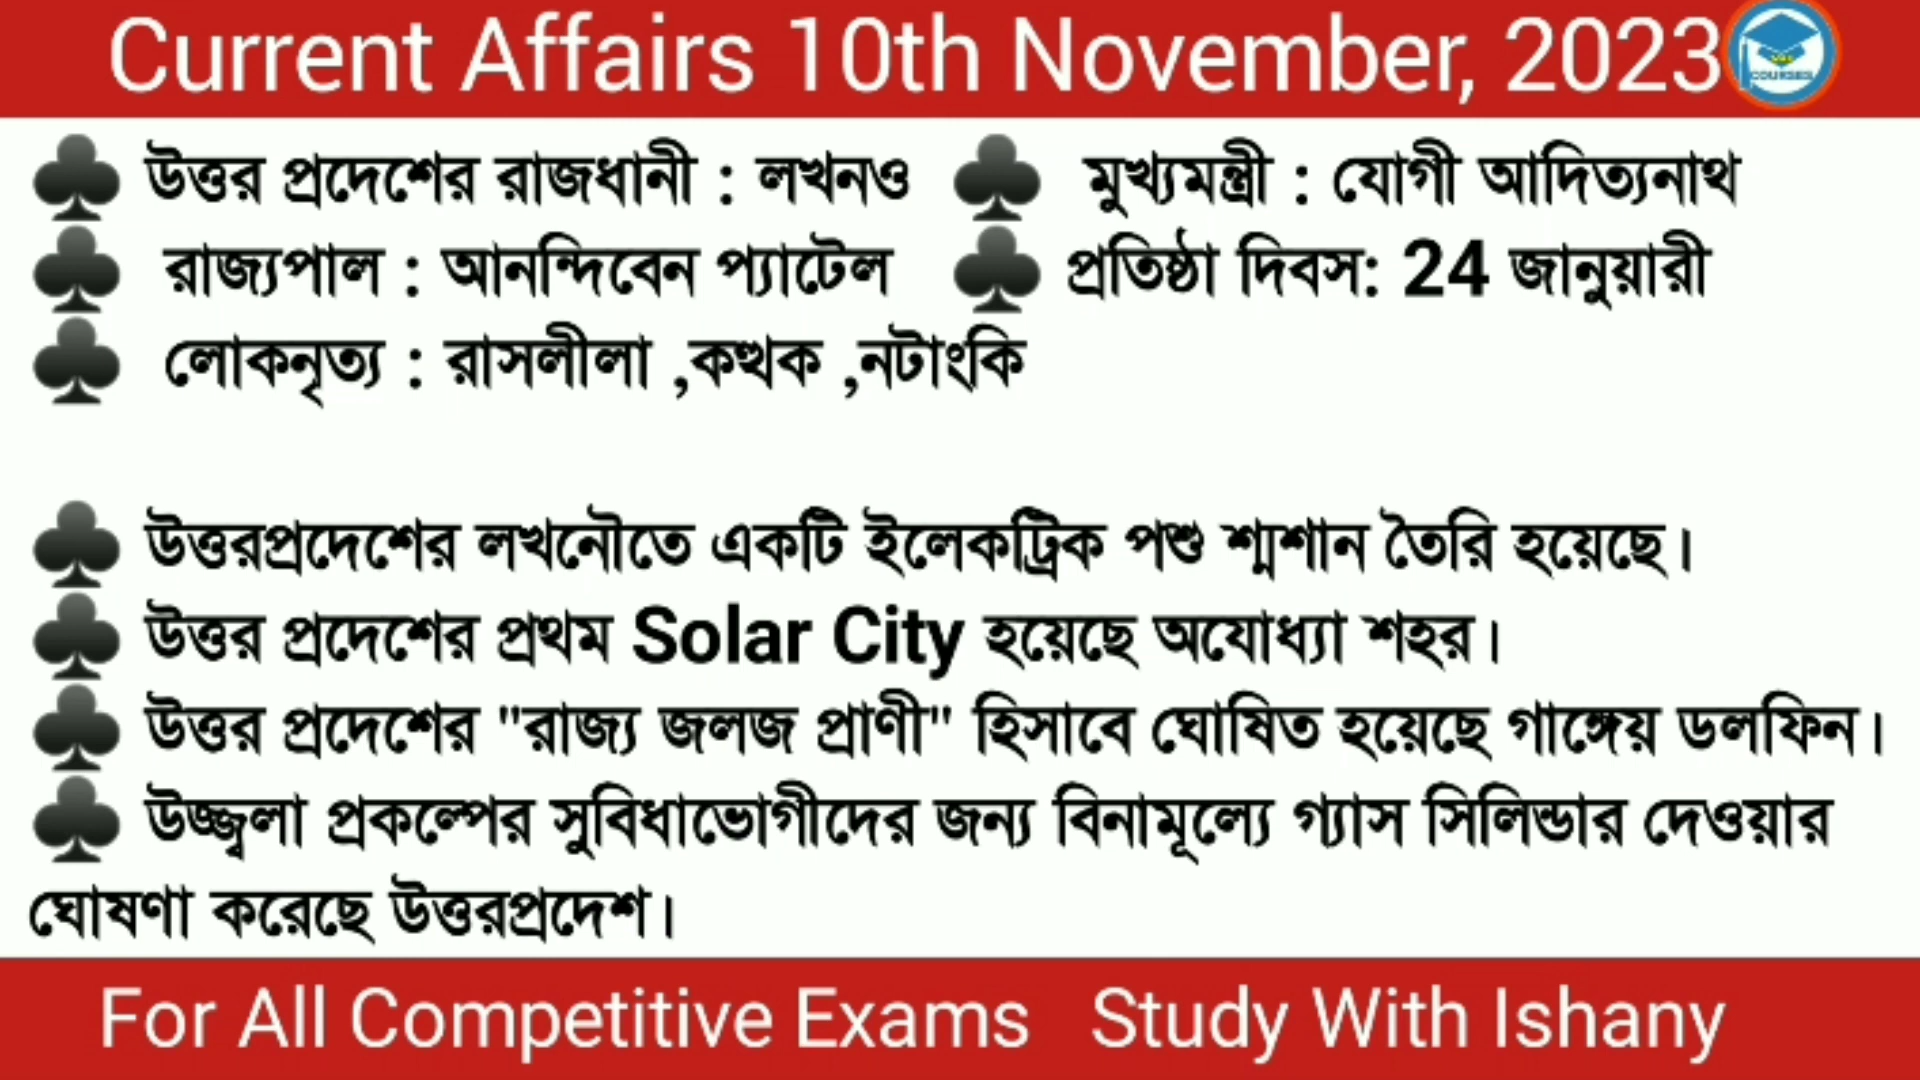 Current Affairs 10th November, 2023
COURSES
♣ উত্তর প্রদেশের রাজধানী : লখনও ♣ মুখ্যমন্ত্রী : যোগী আদিত্যনাথ
♣ রাজ্যপাল : আনন্দিবেন প্যাটেল ♣ প্রতিষ্ঠা দিবস: 24 জানুয়ারী
♣ লোকনৃত্য : রাসলীলা ,কত্থক ,নটাংকি
♣ উত্তরপ্রদেশের লখনৌতে একটি ইলেকট্রিক পশু শ্মশান তৈরি হয়েছে।
♣ উত্তর প্রদেশের প্রথম Solar City হয়েছে অযোধ্যা শহর।
♣ উত্তর প্রদেশের "রাজ্য জলজ প্রাণী" হিসাবে ঘোষিত হয়েছে গাঙ্গেয় ডলফিন।
♣ উজ্জ্বলা প্রকল্পের সুবিধাভোগীদের জন্য বিনামূল্যে গ্যাস সিলিন্ডার দেওয়ার
ঘোষণা করেছে উত্তরপ্রদেশ।
For All Competitive Exams Study With Ishany